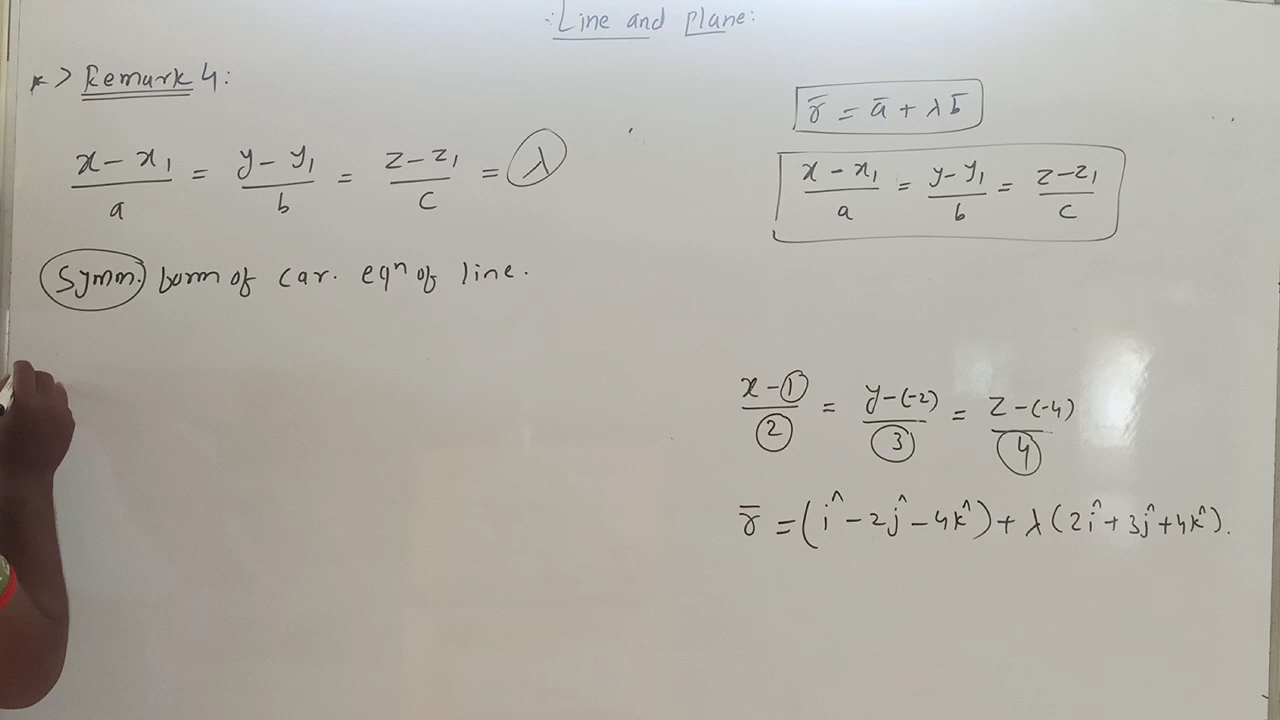 :Line and plane:
*> Remark 4:
x - x₁ / a = y - y₁ / b = z - z₁ / c = λ
Symm. form of car. eqⁿ of line.
r̄ = ā + λb̄
x - x₁ / a = y - y₁ / b = z - z₁ / c
x - 1 / 2 = y - (-2) / 3 = z - (-4) / 4
r̄ = (î - 2ĵ - 4k̂) + λ(2î + 3ĵ + 4k̂).